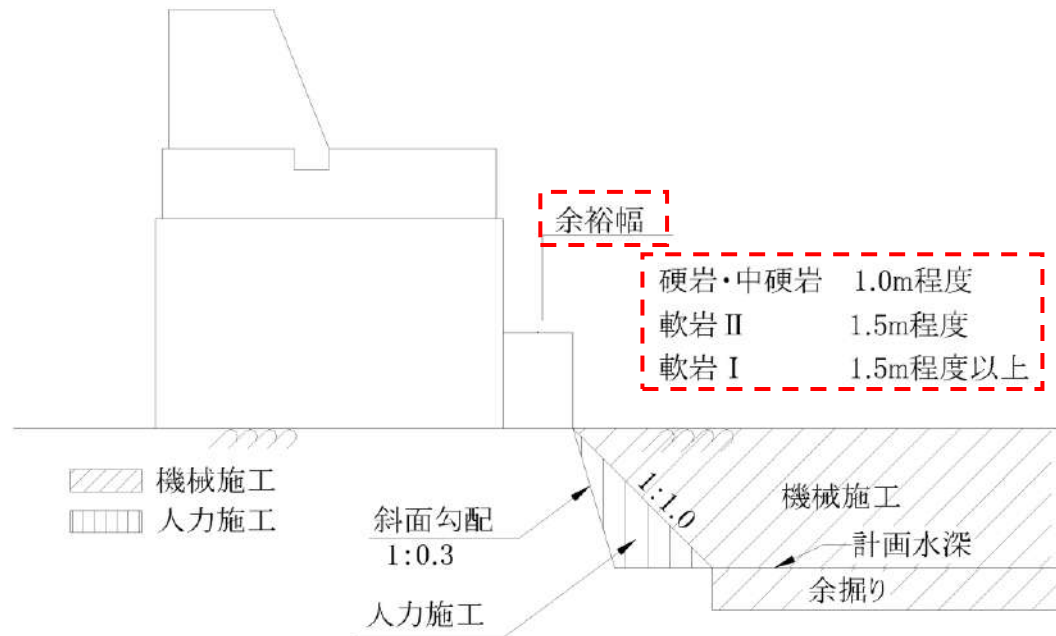 余裕幅
硬岩・中硬岩 1.0m程度
軟岩Ⅱ 1.5m程度
軟岩Ⅰ 1.5m程度以上
機械施工
人力施工
斜面勾配
1:0.3
人力施工
1:1.0
機械施工
計画水深
余掘り